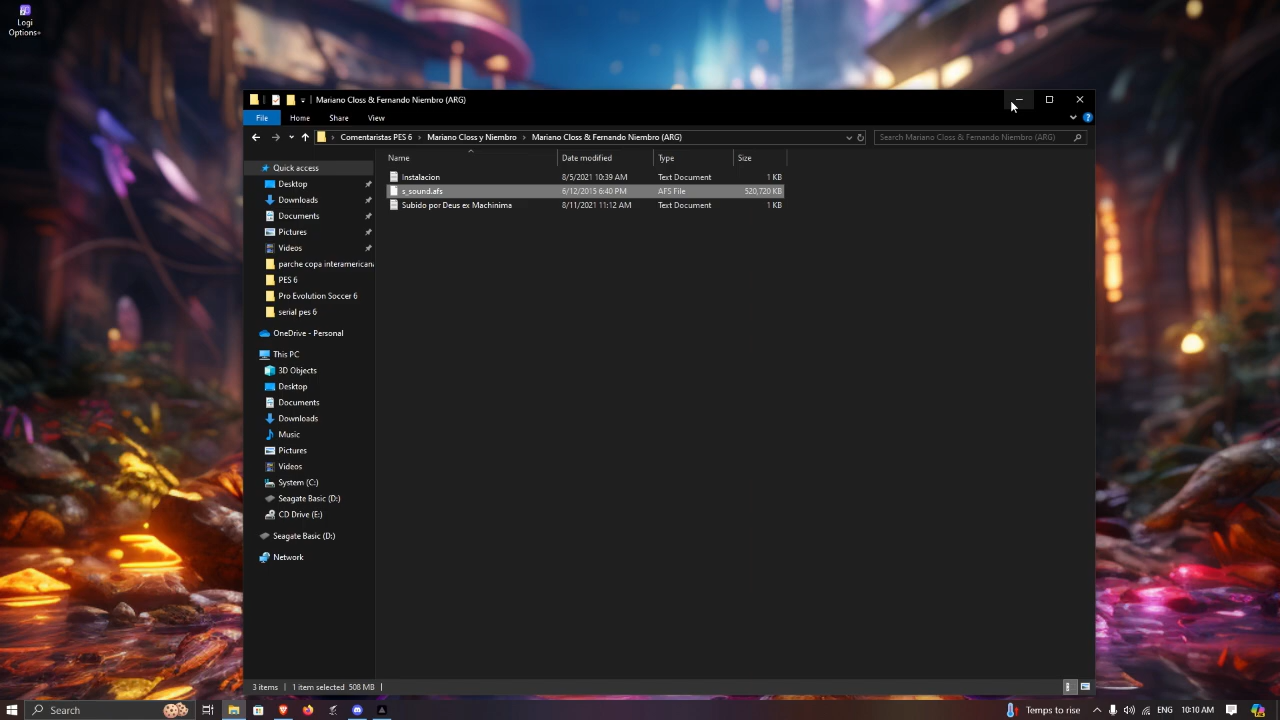 Logi
Options+
Mariano Closs & Fernando Niembro (ARG)
File Home Share View
Comentaristas PES 6 Mariano Closs y Niembro Mariano Closs & Fernando Niembro (ARG) Search Mariano Closs & Fernando Niembro (ARG)
Name Date modified Type Size
Quick access
Desktop
Downloads
Documents
Pictures
Videos
parche copa interamericana
PES 6
Pro Evolution Soccer 6
serial pes 6
OneDrive - Personal
This PC
3D Objects
Desktop
Documents
Downloads
Music
Pictures
Videos
System (C:)
Seagate Basic (D:)
CD Drive (E:)
Seagate Basic (D:)
Network
Instalacion 8/5/2021 10:39 AM Text Document 1 KB
s_sound.afs 6/12/2015 6:40 PM AFS File 520,720 KB
Subido por Deus ex Machinima 8/11/2021 11:12 AM Text Document 1 KB
3 items 1 item selected 508 MB
Search
Temps to rise ENG 10:10 AM